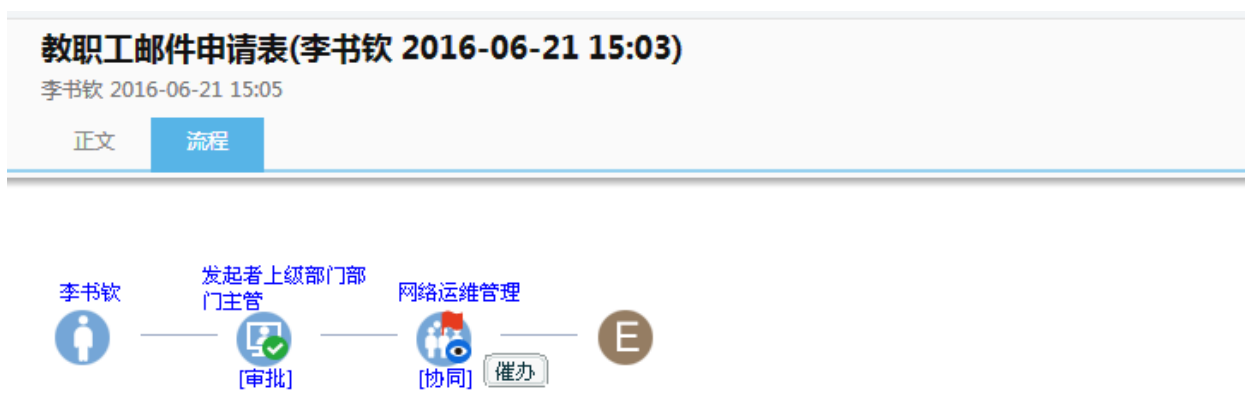 教职工邮件申请表(李书钦 2016-06-21 15:03)
李书钦 2016-06-21 15:05
正文 流程
李书钦
发起者上级部门部
门主管
网络运维管理
E
[审批]
[协同]
催办